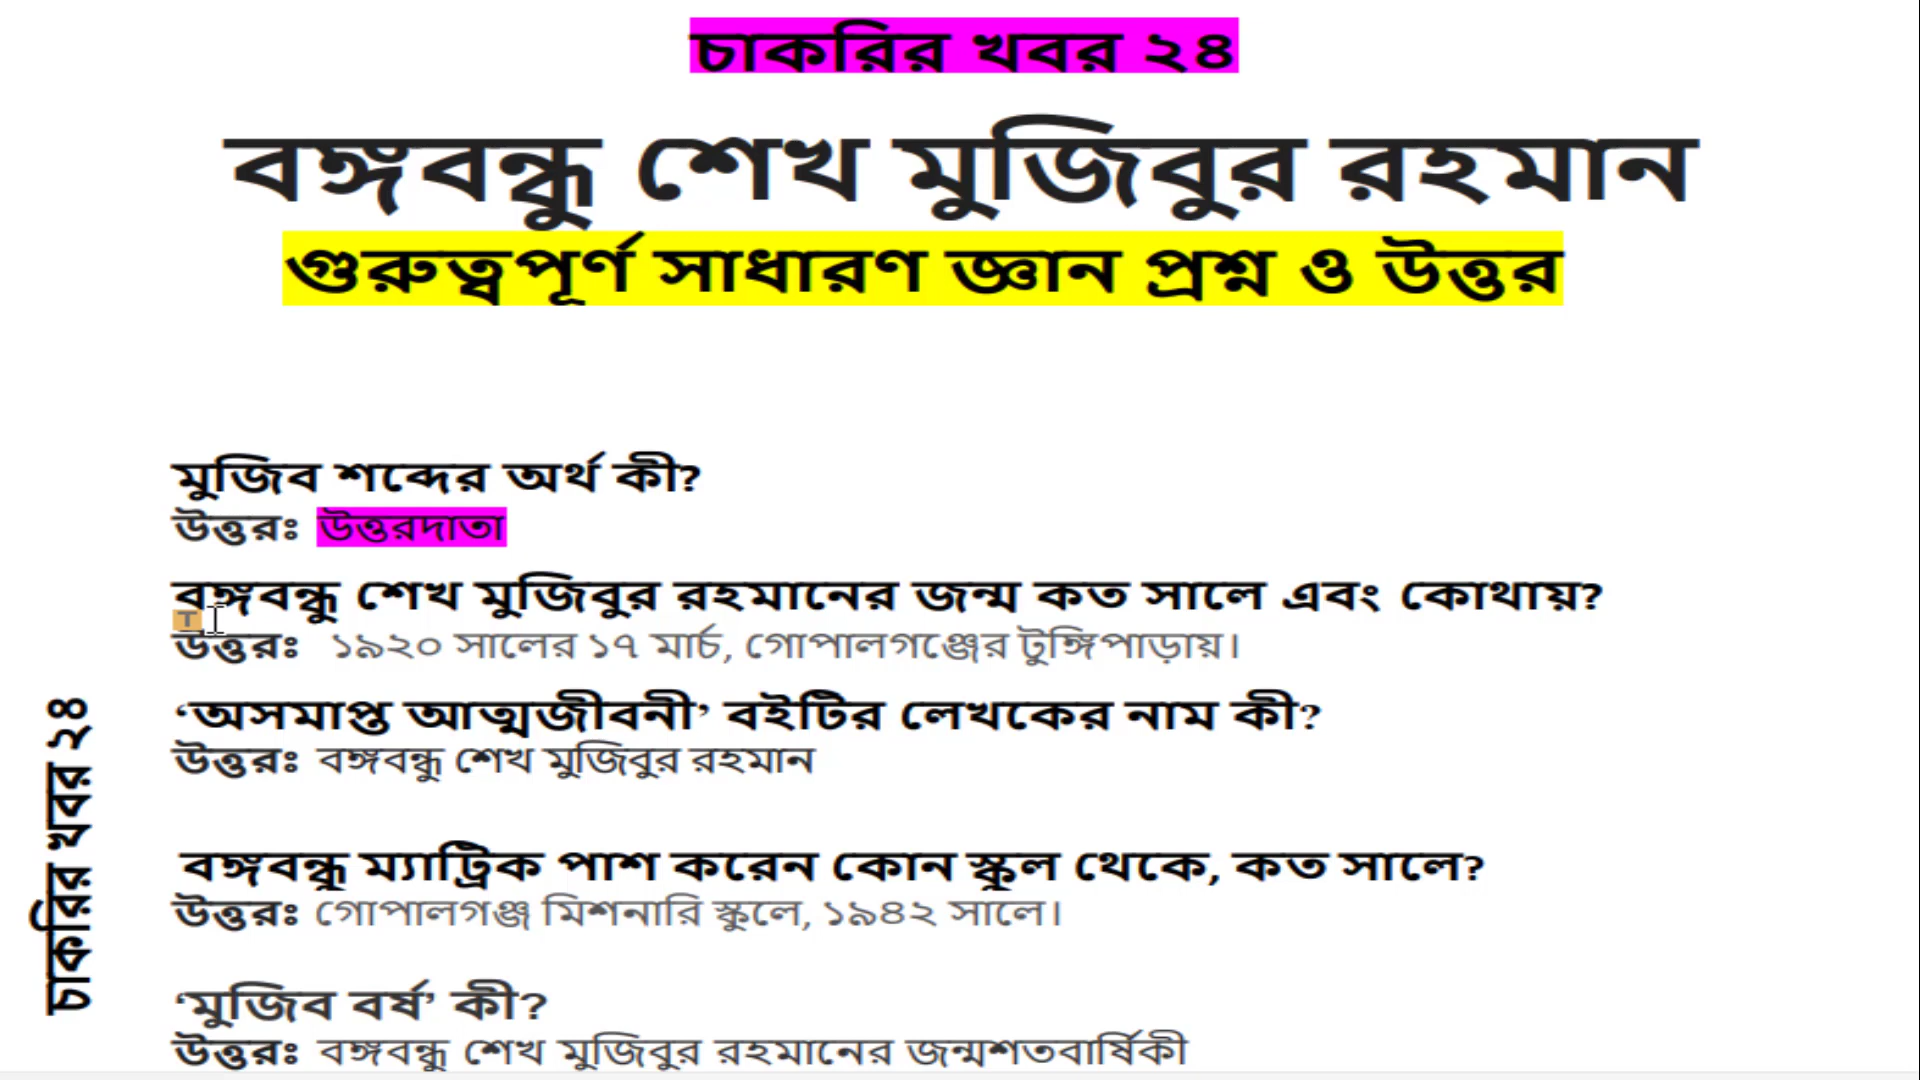 চাকরির খবর ২৪
বঙ্গবন্ধু শেখ মুজিবুর রহমান
গুরুত্বপূর্ণ সাধারণ জ্ঞান প্রশ্ন ও উত্তর
মুজিব শব্দের অর্থ কী?
উত্তরঃ উত্তরদাতা
বঙ্গবন্ধু শেখ মুজিবুর রহমানের জন্ম কত সালে এবং কোথায়?
উত্তরঃ ১৯২০ সালের ১৭ মার্চ, গোপালগঞ্জের টুঙ্গিপাড়ায়।
‘অসমাপ্ত আত্মজীবনী’ বইটির লেখকের নাম কী?
উত্তরঃ বঙ্গবন্ধু শেখ মুজিবুর রহমান
বঙ্গবন্ধু ম্যাট্রিক পাশ করেন কোন স্কুল থেকে, কত সালে?
উত্তরঃ গোপালগঞ্জ মিশনারি স্কুলে, ১৯৪২ সালে।
‘মুজিব বর্ষ’ কী?
উত্তরঃ বঙ্গবন্ধু শেখ মুজিবুর রহমানের জন্মশতবার্ষিকী
চাকরির খবর ২৪